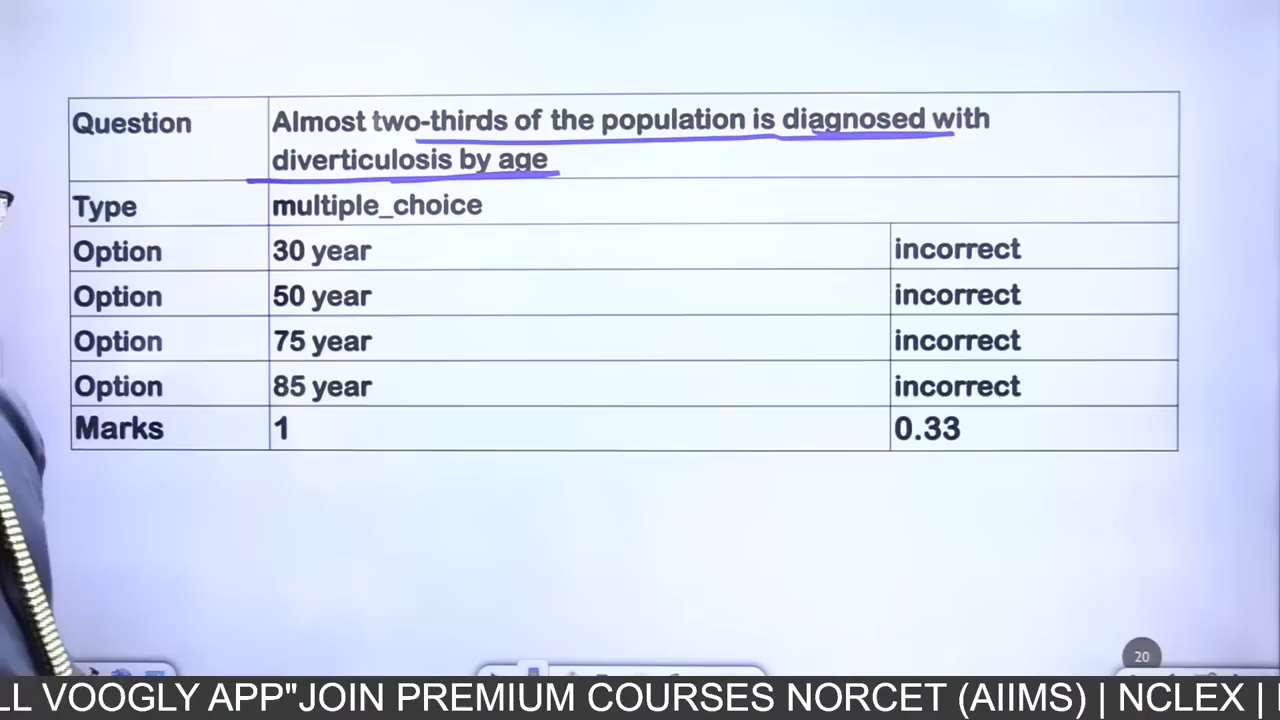 Question Almost two-thirds of the population is diagnosed with
diverticulosis by age
Type multiple_choice
Option 30 year incorrect
Option 50 year incorrect
Option 75 year incorrect
Option 85 year incorrect
Marks 1 0.33
20
VOOGLY APP"JOIN PREMIUM COURSES NORCET (AIIMS) | NCLEX |